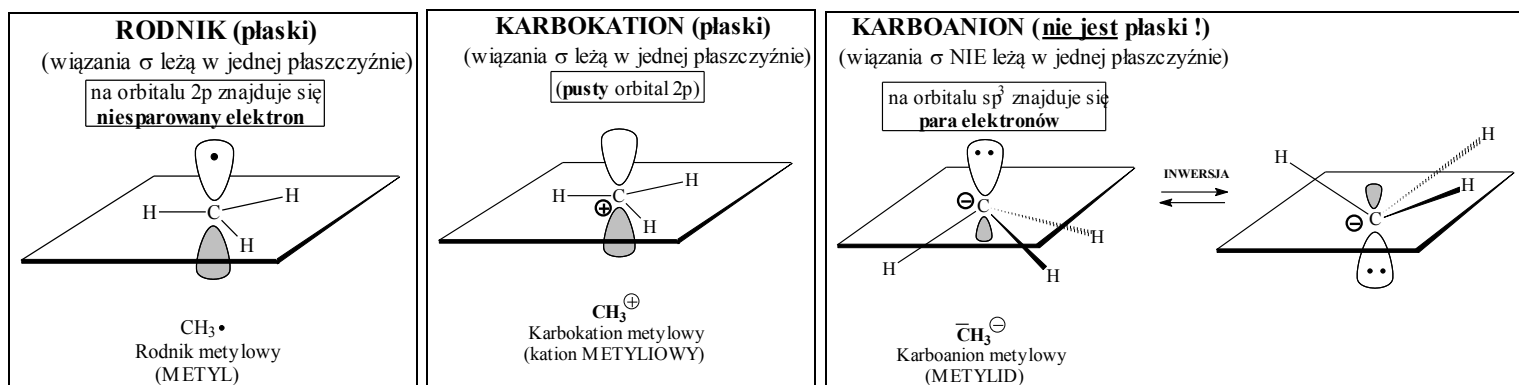 RODNIK (płaski)
(wiązania σ leżą w jednej płaszczyźnie)
na orbitalu 2p znajduje się
niesparowany elektron
H
C
H
H
CH₃•
Rodnik metylowy
(METYL)
KARBOKATION (płaski)
(wiązania σ leżą w jednej płaszczyźnie)
(pusty orbital 2p)
H
C
H
⊕
H
CH₃⊕
Karbokation metylowy
(kation METYLIOWY)
KARBOANION (nie jest płaski !)
(wiązania σ NIE leżą w jednej płaszczyźnie)
na orbitalu sp³ znajduje się
para elektronów
⊖
C
H
H
H
INWERSJA
H
H
H
⊖
C
C̅H₃⊖
Karboanion metylowy
(METYLID)